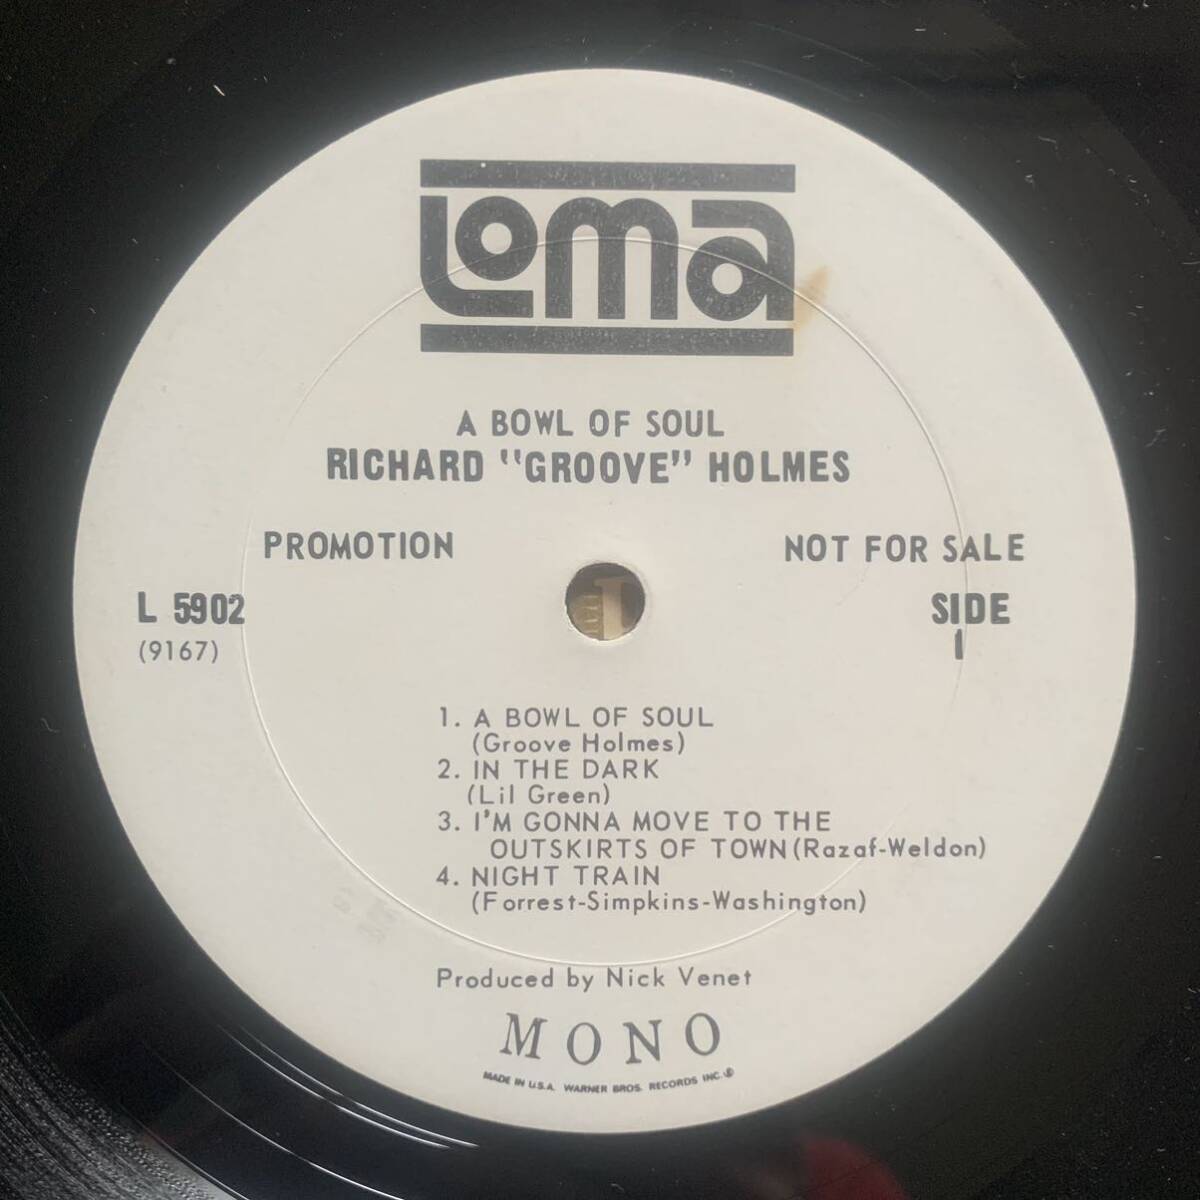 Loma
A BOWL OF SOUL
RICHARD "GROOVE" HOLMES
PROMOTION
NOT FOR SALE
L 5902
(9167)
SIDE
1
1. A BOWL OF SOUL
(Groove Holmes)
2. IN THE DARK
(Lil Green)
3. I'M GONNA MOVE TO THE
OUTSKIRTS OF TOWN (Razaf-Weldon)
4. NIGHT TRAIN
(Forrest-Simpkins-Washington)
Produced by Nick Venet
MONO
MADE IN U.S.A. WARNER BROS. RECORDS INC.